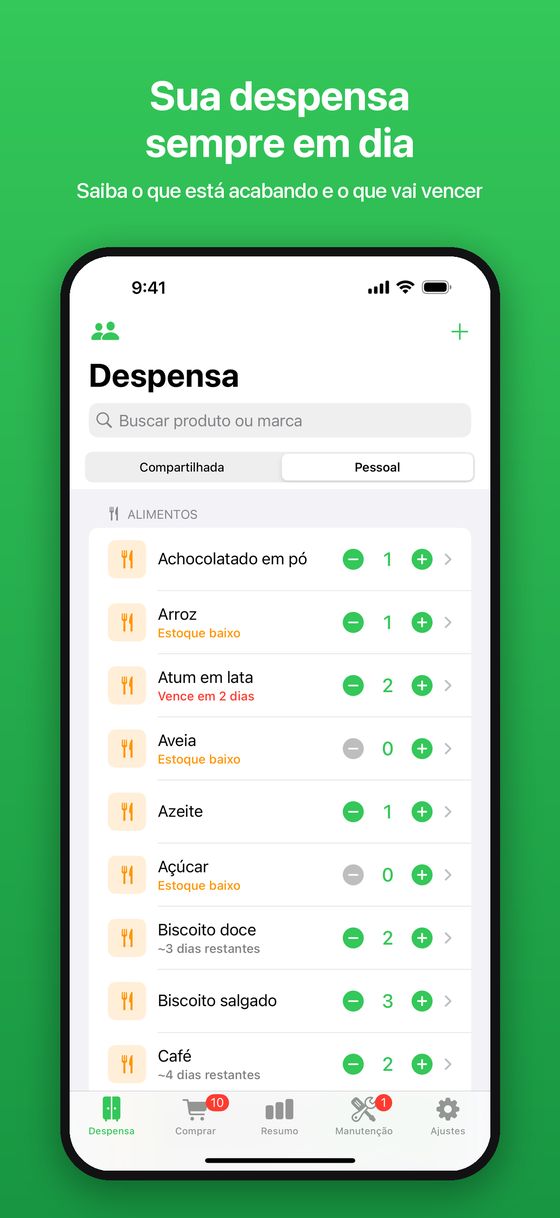 Sua despensa
sempre em dia
Saiba o que está acabando e o que vai vencer
9:41
Despensa
Buscar produto ou marca
Compartilhada
Pessoal
ALIMENTOS
Achocolatado em pó
1
Arroz
Estoque baixo
1
Atum em lata
Vence em 2 dias
2
Aveia
Estoque baixo
0
Azeite
1
Açúcar
Estoque baixo
0
Biscoito doce
~3 dias restantes
2
Biscoito salgado
3
Café
~4 dias restantes
2
10
1
Despensa
Comprar
Resumo
Manutenção
Ajustes